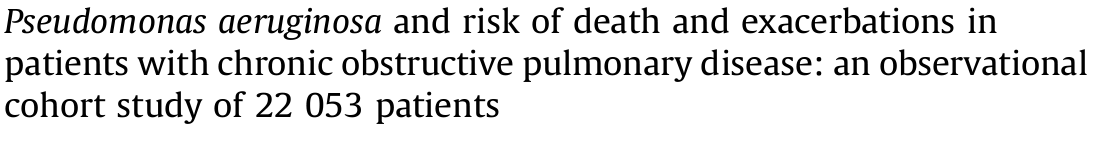 Pseudomonas aeruginosa and risk of death and exacerbations in
patients with chronic obstructive pulmonary disease: an observational
cohort study of 22 053 patients